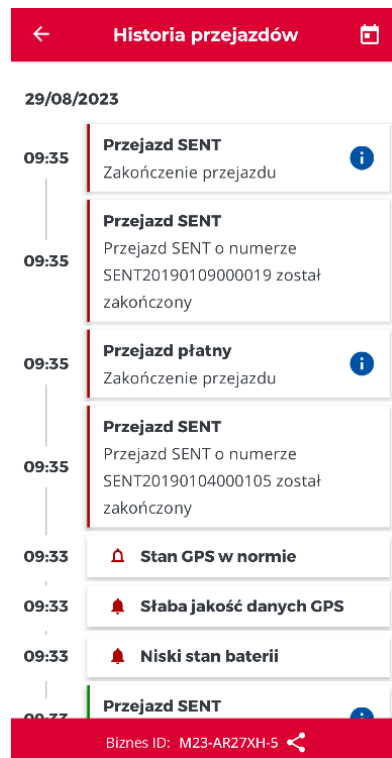 Historia przejazdów
29/08/2023
09:35
Przejazd SENT
Zakończenie przejazdu
09:35
Przejazd SENT
Przejazd SENT o numerze
SENT20190109000019 został
zakończony
09:35
Przejazd płatny
Zakończenie przejazdu
09:35
Przejazd SENT
Przejazd SENT o numerze
SENT20190104000105 został
zakończony
09:33
Stan GPS w normie
09:33
Słaba jakość danych GPS
09:33
Niski stan baterii
Przejazd SENT
Biznes ID: M23-AR27XH-5